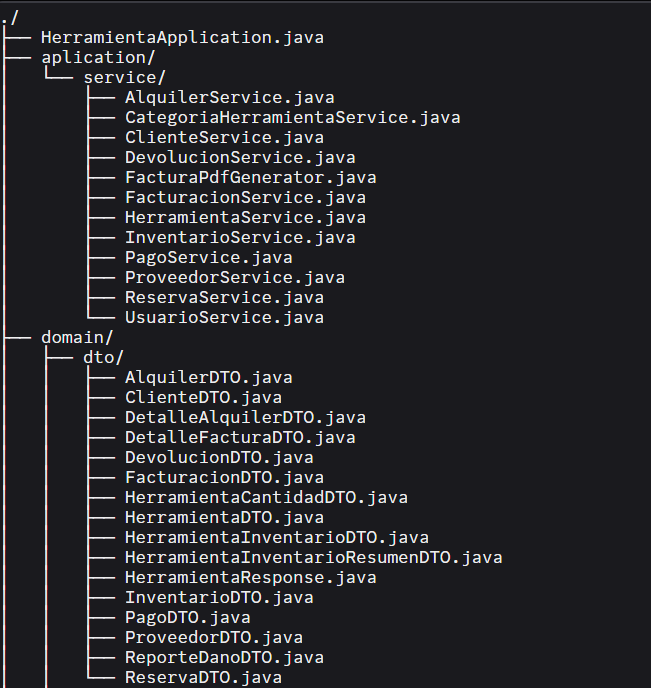 ./
├── HerramientaApplication.java
├── aplication/
│   └── service/
│       ├── AlquilerService.java
│       ├── CategoriaHerramientaService.java
│       ├── ClienteService.java
│       ├── DevolucionService.java
│       ├── FacturaPdfGenerator.java
│       ├── FacturacionService.java
│       ├── HerramientaService.java
│       ├── InventarioService.java
│       ├── PagoService.java
│       ├── ProveedorService.java
│       ├── ReservaService.java
│       └── UsuarioService.java
├── domain/
│   ├── dto/
│   │   ├── AlquilerDTO.java
│   │   ├── ClienteDTO.java
│   │   ├── DetalleAlquilerDTO.java
│   │   ├── DetalleFacturaDTO.java
│   │   ├── DevolucionDTO.java
│   │   ├── FacturacionDTO.java
│   │   ├── HerramientaCantidadDTO.java
│   │   ├── HerramientaDTO.java
│   │   ├── HerramientaInventarioDTO.java
│   │   ├── HerramientaInventarioResumenDTO.java
│   │   ├── HerramientaResponse.java
│   │   ├── InventarioDTO.java
│   │   ├── PagoDTO.java
│   │   ├── ProveedorDTO.java
│   │   ├── ReporteDanoDTO.java
│   │   └── ReservaDTO.java